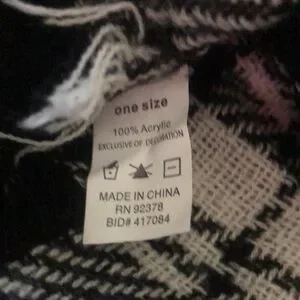 one size
100% Acrylic
EXCLUSIVE OF DECORATION
MADE IN CHINA
RN 92378
BID# 417084